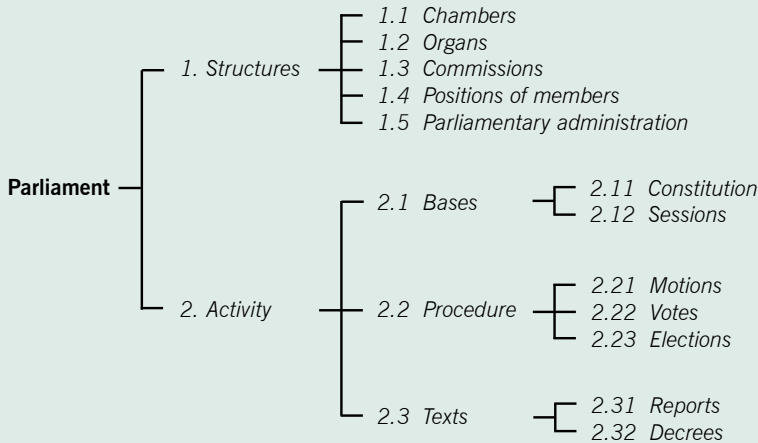 1.1 Chambers
1.2 Organs
1. Structures
1.3 Commissions
1.4 Positions of members
1.5 Parliamentary administration
Parliament
2.1 Bases
2.11 Constitution
2.12 Sessions
2. Activity
2.2 Procedure
2.21 Motions
2.22 Votes
2.23 Elections
2.3 Texts
2.31 Reports
2.32 Decrees